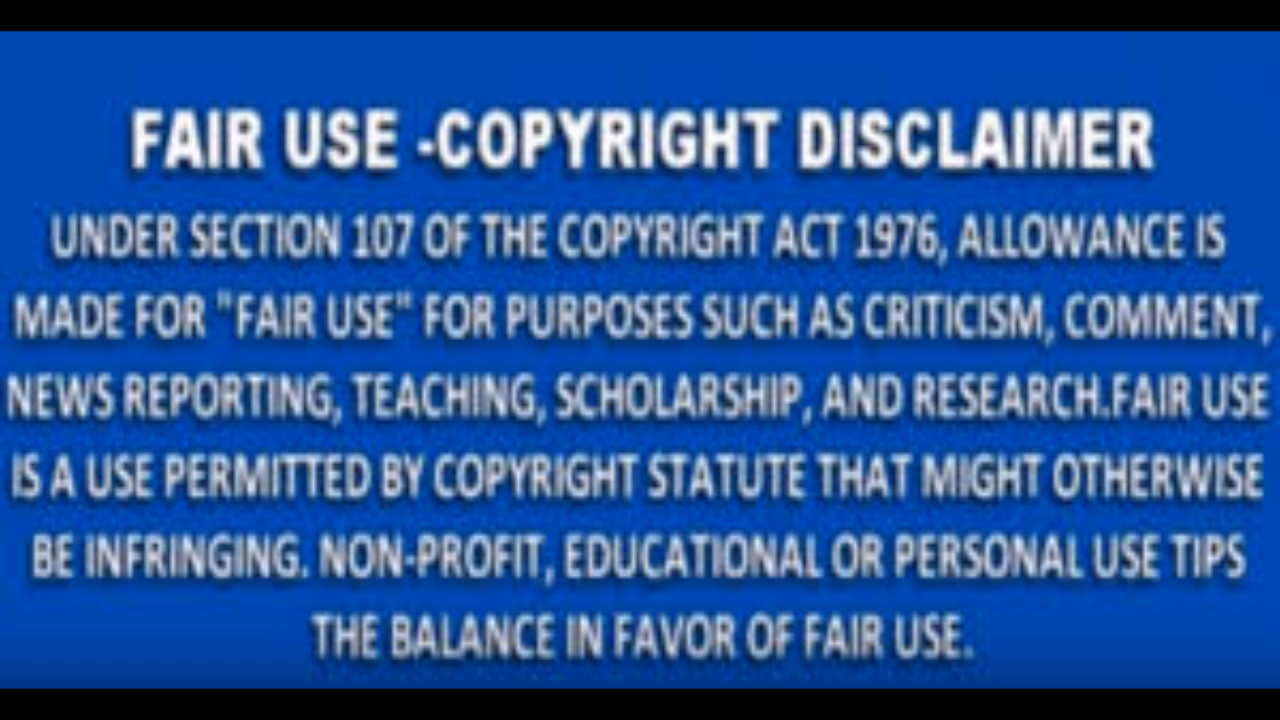 FAIR USE -COPYRIGHT DISCLAIMER
UNDER SECTION 107 OF THE COPYRIGHT ACT 1976, ALLOWANCE IS
MADE FOR "FAIR USE" FOR PURPOSES SUCH AS CRITICISM, COMMENT,
NEWS REPORTING, TEACHING, SCHOLARSHIP, AND RESEARCH.FAIR USE
IS A USE PERMITTED BY COPYRIGHT STATUTE THAT MIGHT OTHERWISE
BE INFRINGING. NON-PROFIT, EDUCATIONAL OR PERSONAL USE TIPS
THE BALANCE IN FAVOR OF FAIR USE.